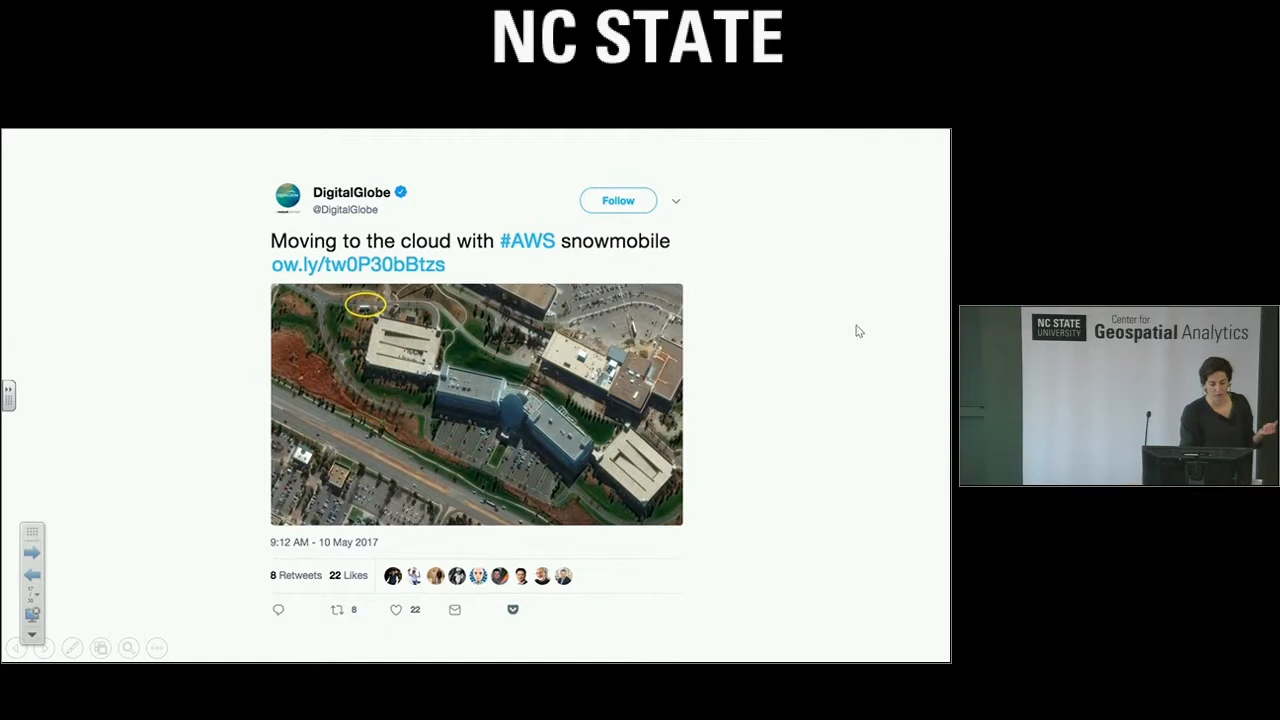 NC STATE
DigitalGlobe
@DigitalGlobe
Follow
Moving to the cloud with #AWS snowmobile
ow.ly/tw0P30bBtzs
9:12 AM - 10 May 2017
8 Retweets 22 Likes
8
22
NC STATE
UNIVERSITY
Center for
Geospatial Analytics